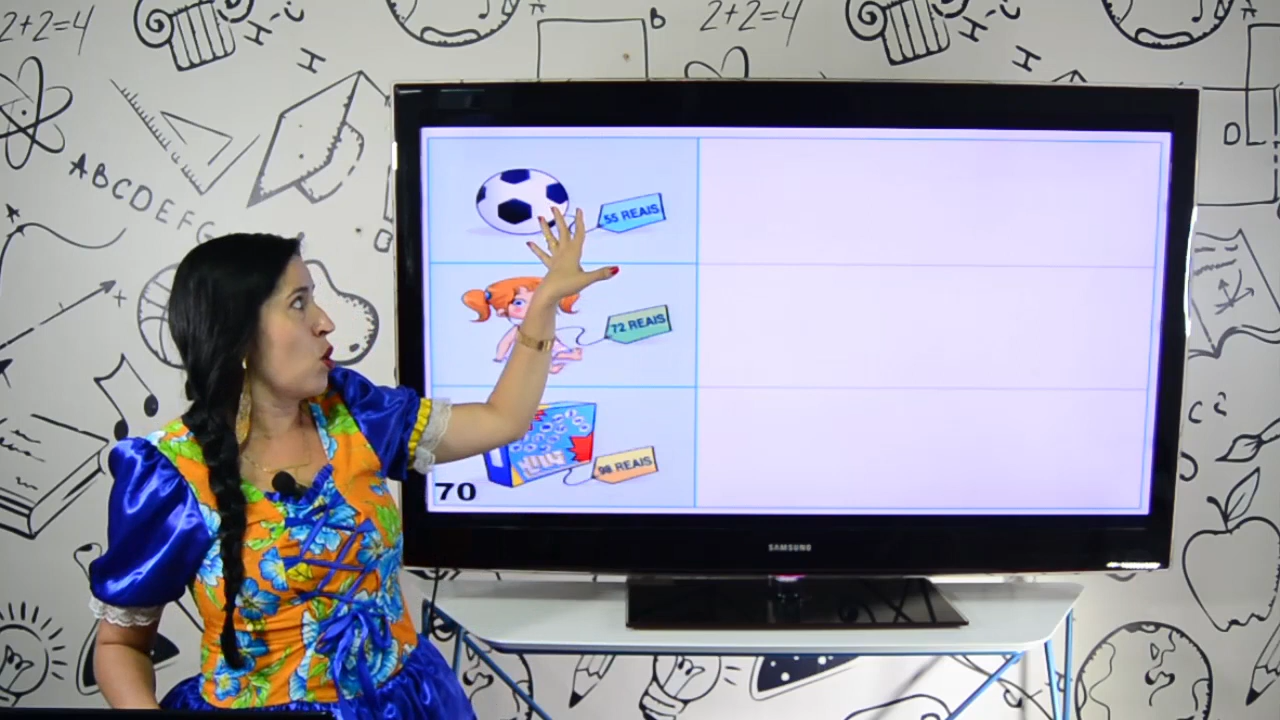 2+2=4
2+2=4
A
B
A
ABCDEFG
D
55 REAIS
72 REAIS
98 REAIS
70
SAMSUNG